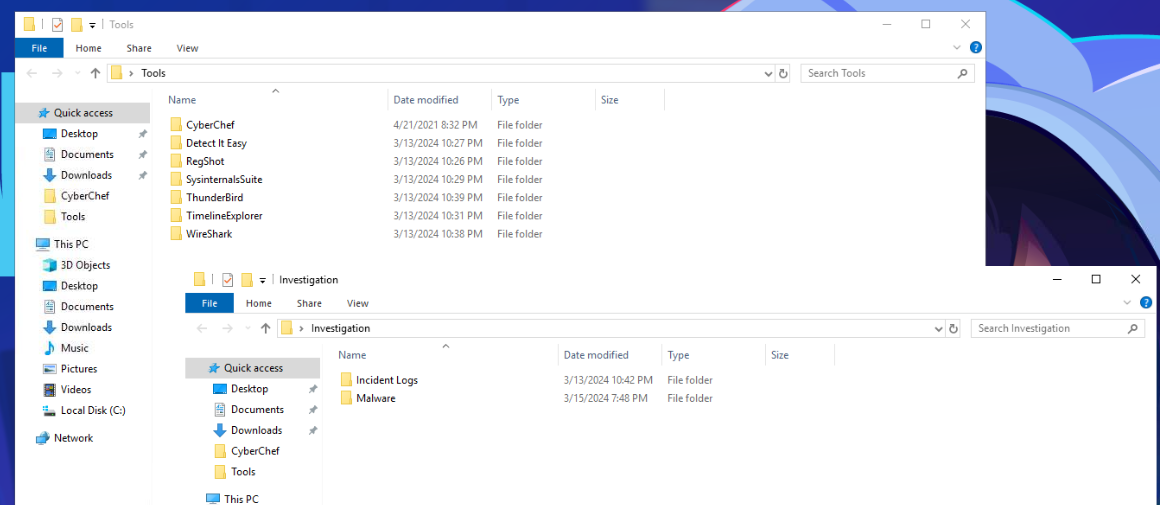 Tools
File Home Share View
Tools Search Tools
Name Date modified Type Size
Quick access
Desktop
Documents
Downloads
CyberChef
Tools
This PC
3D Objects
Desktop
Documents
Downloads
Music
Pictures
Videos
Local Disk (C:)
Network
CyberChef 4/21/2021 8:32 PM File folder
Detect It Easy 3/13/2024 10:27 PM File folder
RegShot 3/13/2024 10:26 PM File folder
SysinternalsSuite 3/13/2024 10:29 PM File folder
ThunderBird 3/13/2024 10:39 PM File folder
TimelineExplorer 3/13/2024 10:31 PM File folder
WireShark 3/13/2024 10:38 PM File folder
Investigation
File Home Share View
Investigation Search Investigation
Name Date modified Type Size
Quick access
Desktop
Documents
Downloads
CyberChef
Tools
This PC
Incident Logs 3/13/2024 10:42 PM File folder
Malware 3/15/2024 7:48 PM File folder